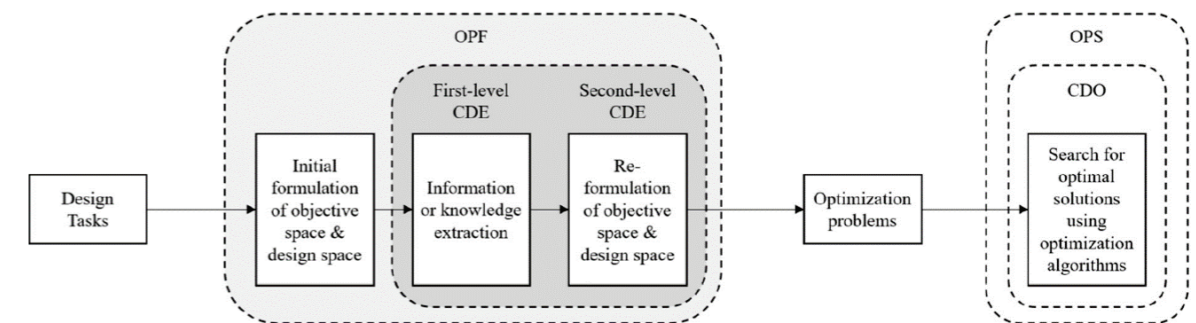 OPF
OPS
First-level
CDE
Second-level
CDE
CDO
Design
Tasks
Initial
formulation
of objective
space &
design space
Information
or knowledge
extraction
Re-
formulation
of objective
space &
design space
Optimization
problems
Search for
optimal
solutions
using
optimization
algorithms